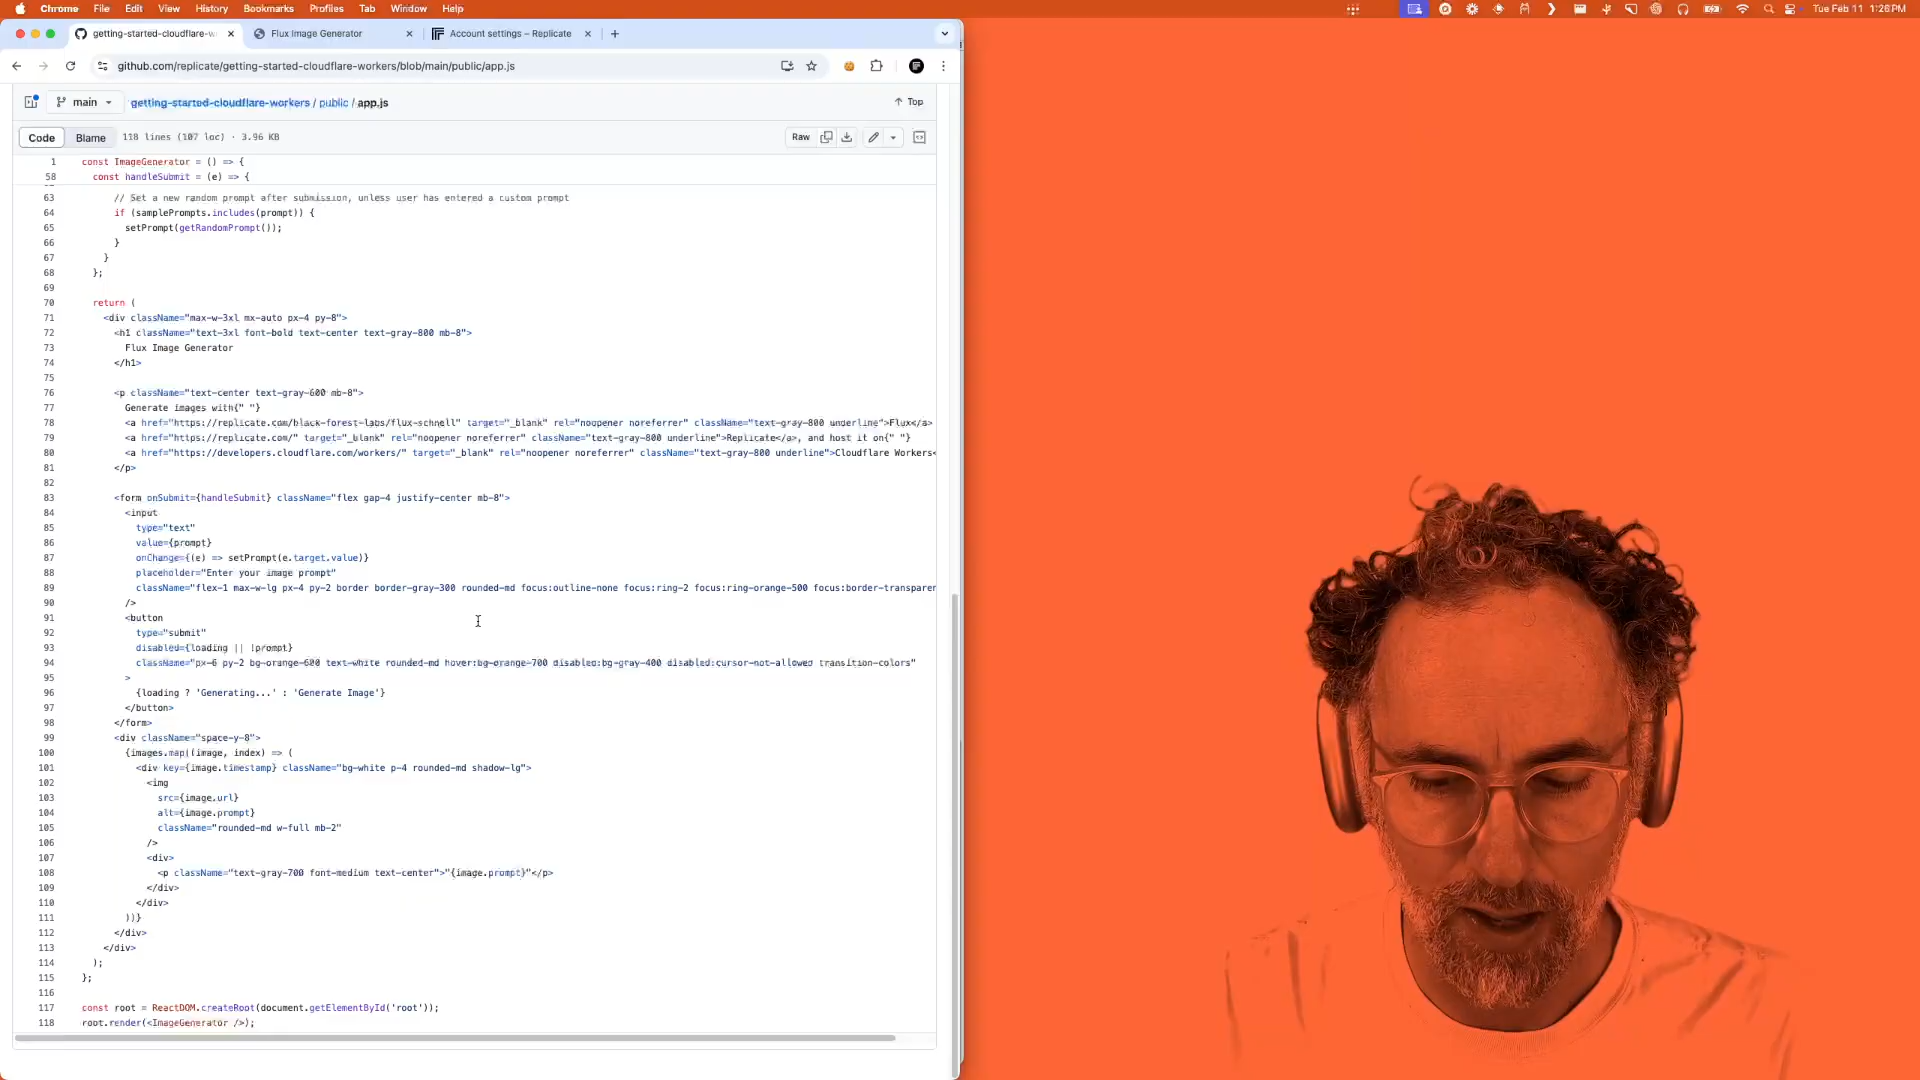 Chrome File Edit View History Bookmarks Profiles Tab Window Help Tue Feb 11 1:26 PM
getting-started-cloudflare-w Flux Image Generator Account settings – Replicate
github.com/replicate/getting-started-cloudflare-workers/blob/main/public/app.js
main getting-started-cloudflare-workers / public / app.js Top
Code Blame 118 lines (107 loc) · 3.96 KB Raw
1 const ImageGenerator = () => {
58 const handleSubmit = (e) => {
63 // Set a new random prompt after submission, unless user has entered a custom prompt
64 if (samplePrompts.includes(prompt)) {
65 setPrompt(getRandomPrompt());
66 }
67 }
68 };
69
70 return (
71 <div className="max-w-3xl mx-auto px-4 py-8">
72 <h1 className="text-3xl font-bold text-center text-gray-800 mb-8">
73 Flux Image Generator
74 </h1>
75
76 <p className="text-center text-gray-600 mb-8">
77 Generate images with{" "}
78 <a href="https://replicate.com/black-forest-labs/flux-schnell" target="_blank" rel="noopener noreferrer" className="text-gray-800 underline">Flux</a>
79 <a href="https://replicate.com/" target="_blank" rel="noopener noreferrer" className="text-gray-800 underline">Replicate</a>, and host it on{" "}
80 <a href="https://developers.cloudflare.com/workers/" target="_blank" rel="noopener noreferrer" className="text-gray-800 underline">Cloudflare Workers<
81 </p>
82
83 <form onSubmit={handleSubmit} className="flex gap-4 justify-center mb-8">
84 <input
85 type="text"
86 value={prompt}
87 onChange={(e) => setPrompt(e.target.value)}
88 placeholder="Enter your image prompt"
89 className="flex-1 max-w-lg px-4 py-2 border border-gray-300 rounded-md focus:outline-none focus:ring-2 focus:ring-orange-500 focus:border-transparen
90 />
91 <button
92 type="submit"
93 disabled={loading || !prompt}
94 className="px-6 py-2 bg-orange-600 text-white rounded-md hover:bg-orange-700 disabled:bg-gray-400 disabled:cursor-not-allowed transition-colors"
95 >
96 {loading ? 'Generating...' : 'Generate Image'}
97 </button>
98 </form>
99 <div className="space-y-8">
100 {images.map((image, index) => (
101 <div key={image.timestamp} className="bg-white p-4 rounded-md shadow-lg">
102 <img
103 src={image.url}
104 alt={image.prompt}
105 className="rounded-md w-full mb-2"
106 />
107 <div>
108 <p className="text-gray-700 font-medium text-center">"{image.prompt}"</p>
109 </div>
110 </div>
111 ))}
112 </div>
113 </div>
114 );
115 };
116
117 const root = ReactDOM.createRoot(document.getElementById('root'));
118 root.render(<ImageGenerator />);